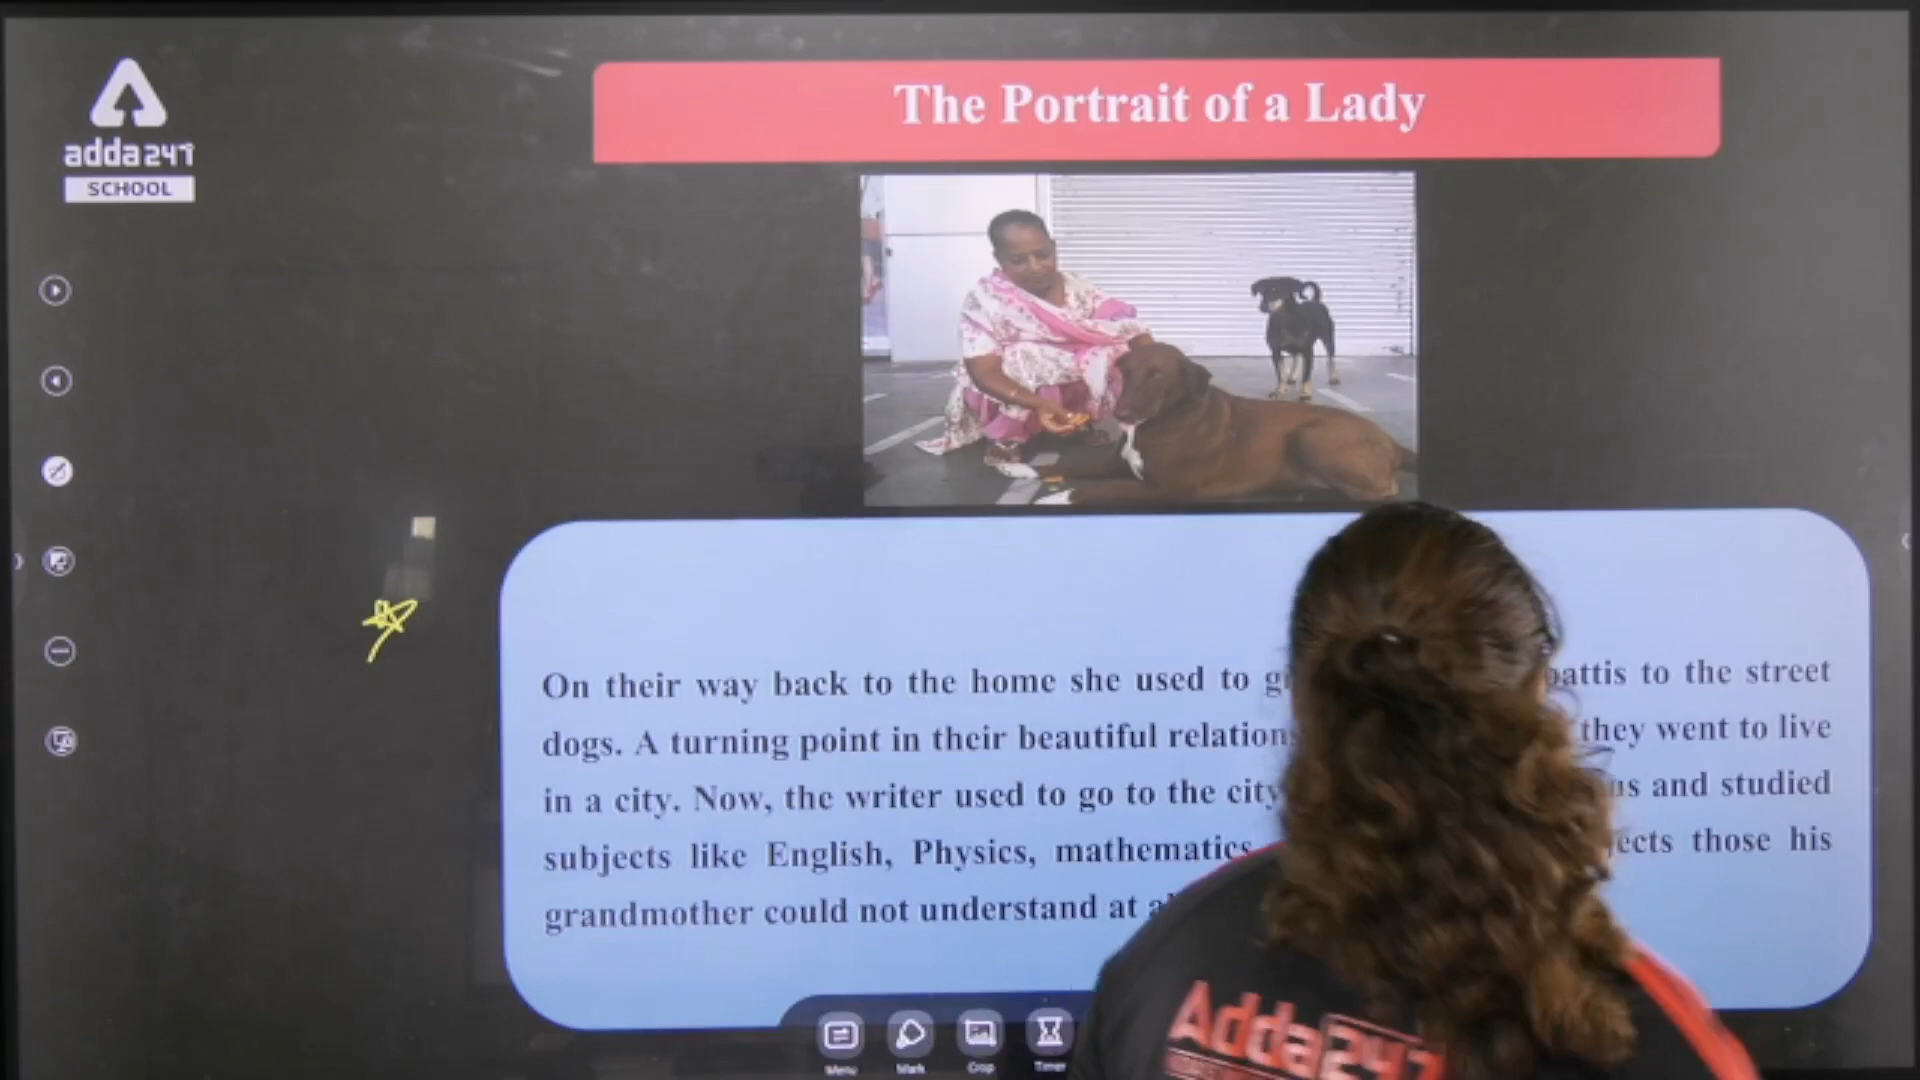 The Portrait of a Lady
adda247
SCHOOL
On their way back to the home she used to to the street
dogs. A turning point in their beautiful they went to live
in a city. Now, the writer used to go to the city and studied
subjects like English, Physics, mathematics those his
grandmother could not understand at
Menu Mark Crop Timer
Adda247